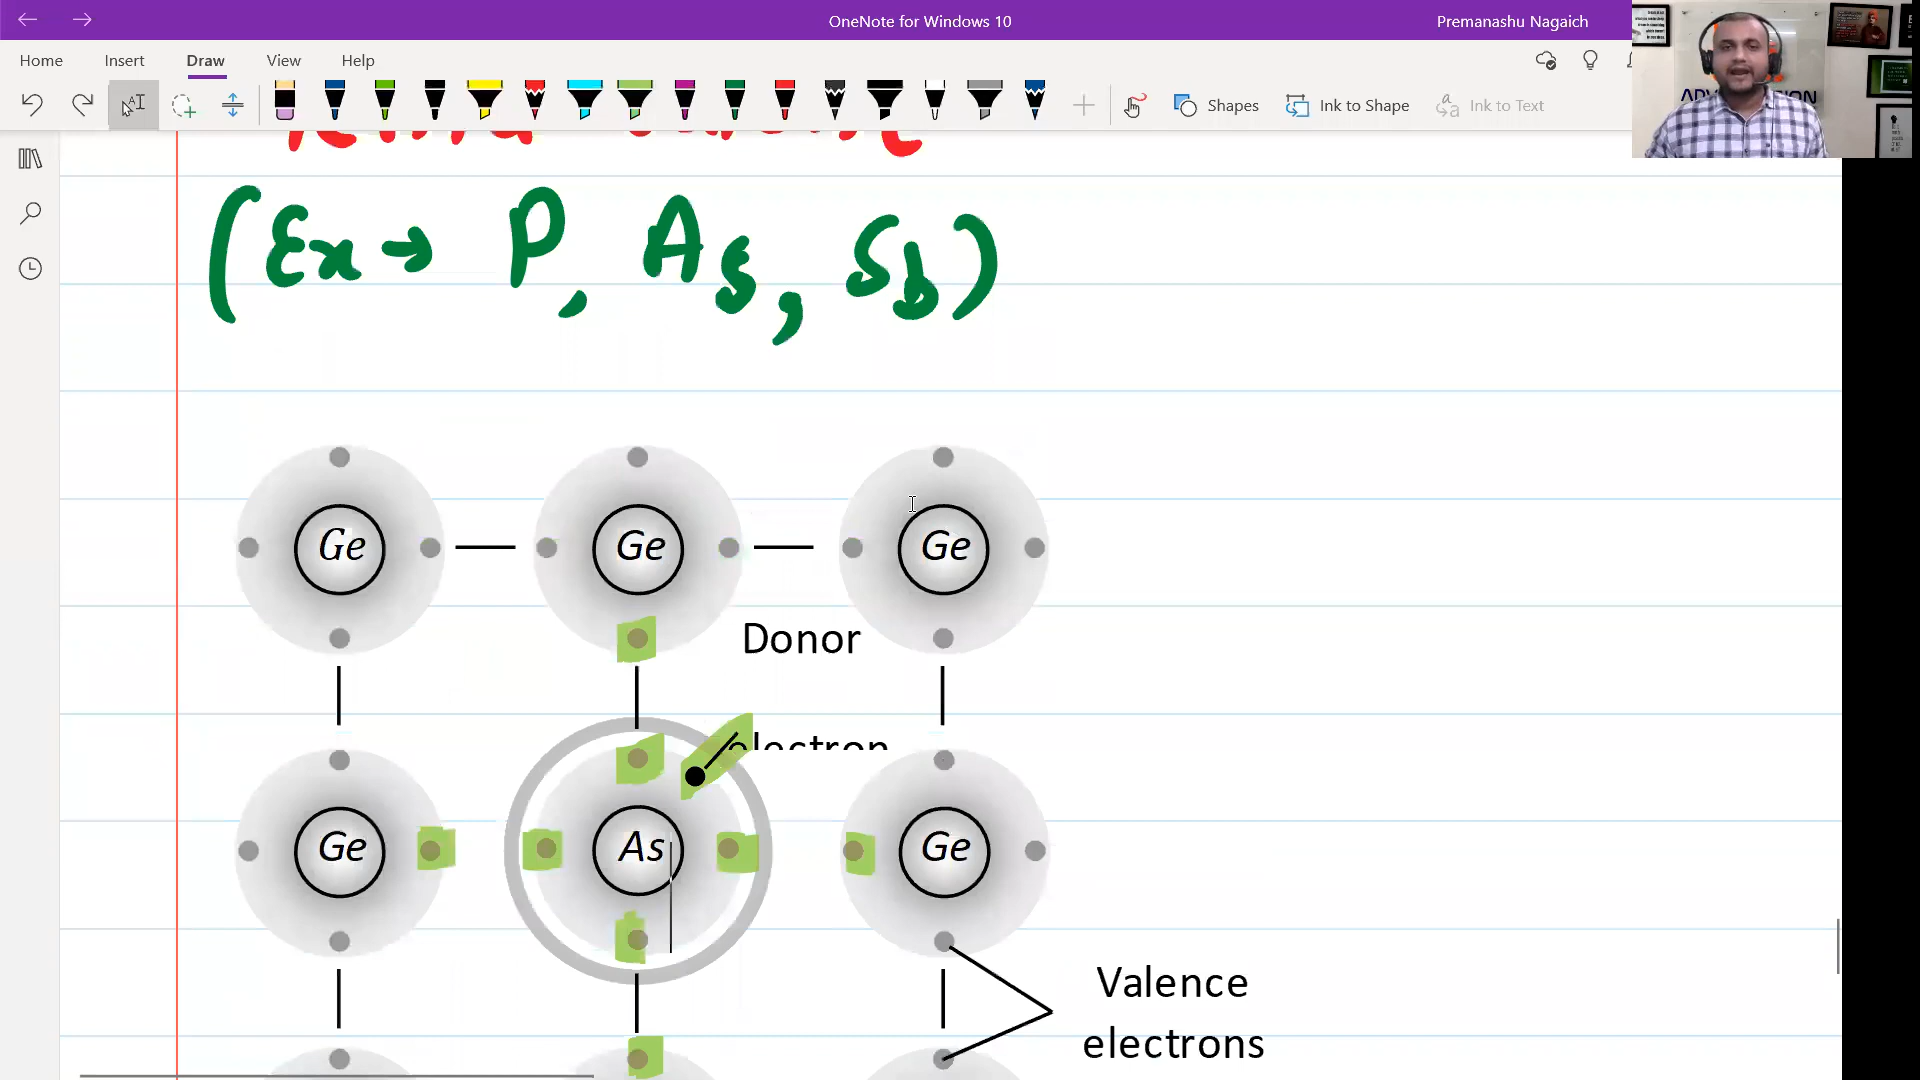 OneNote for Windows 10
Premanashu Nagaich
Home Insert Draw View Help
Shapes Ink to Shape Ink to Text
(Ex → P, As, Sb)
Ge Ge Ge
Donor
electron
Ge As Ge
Valence
electrons